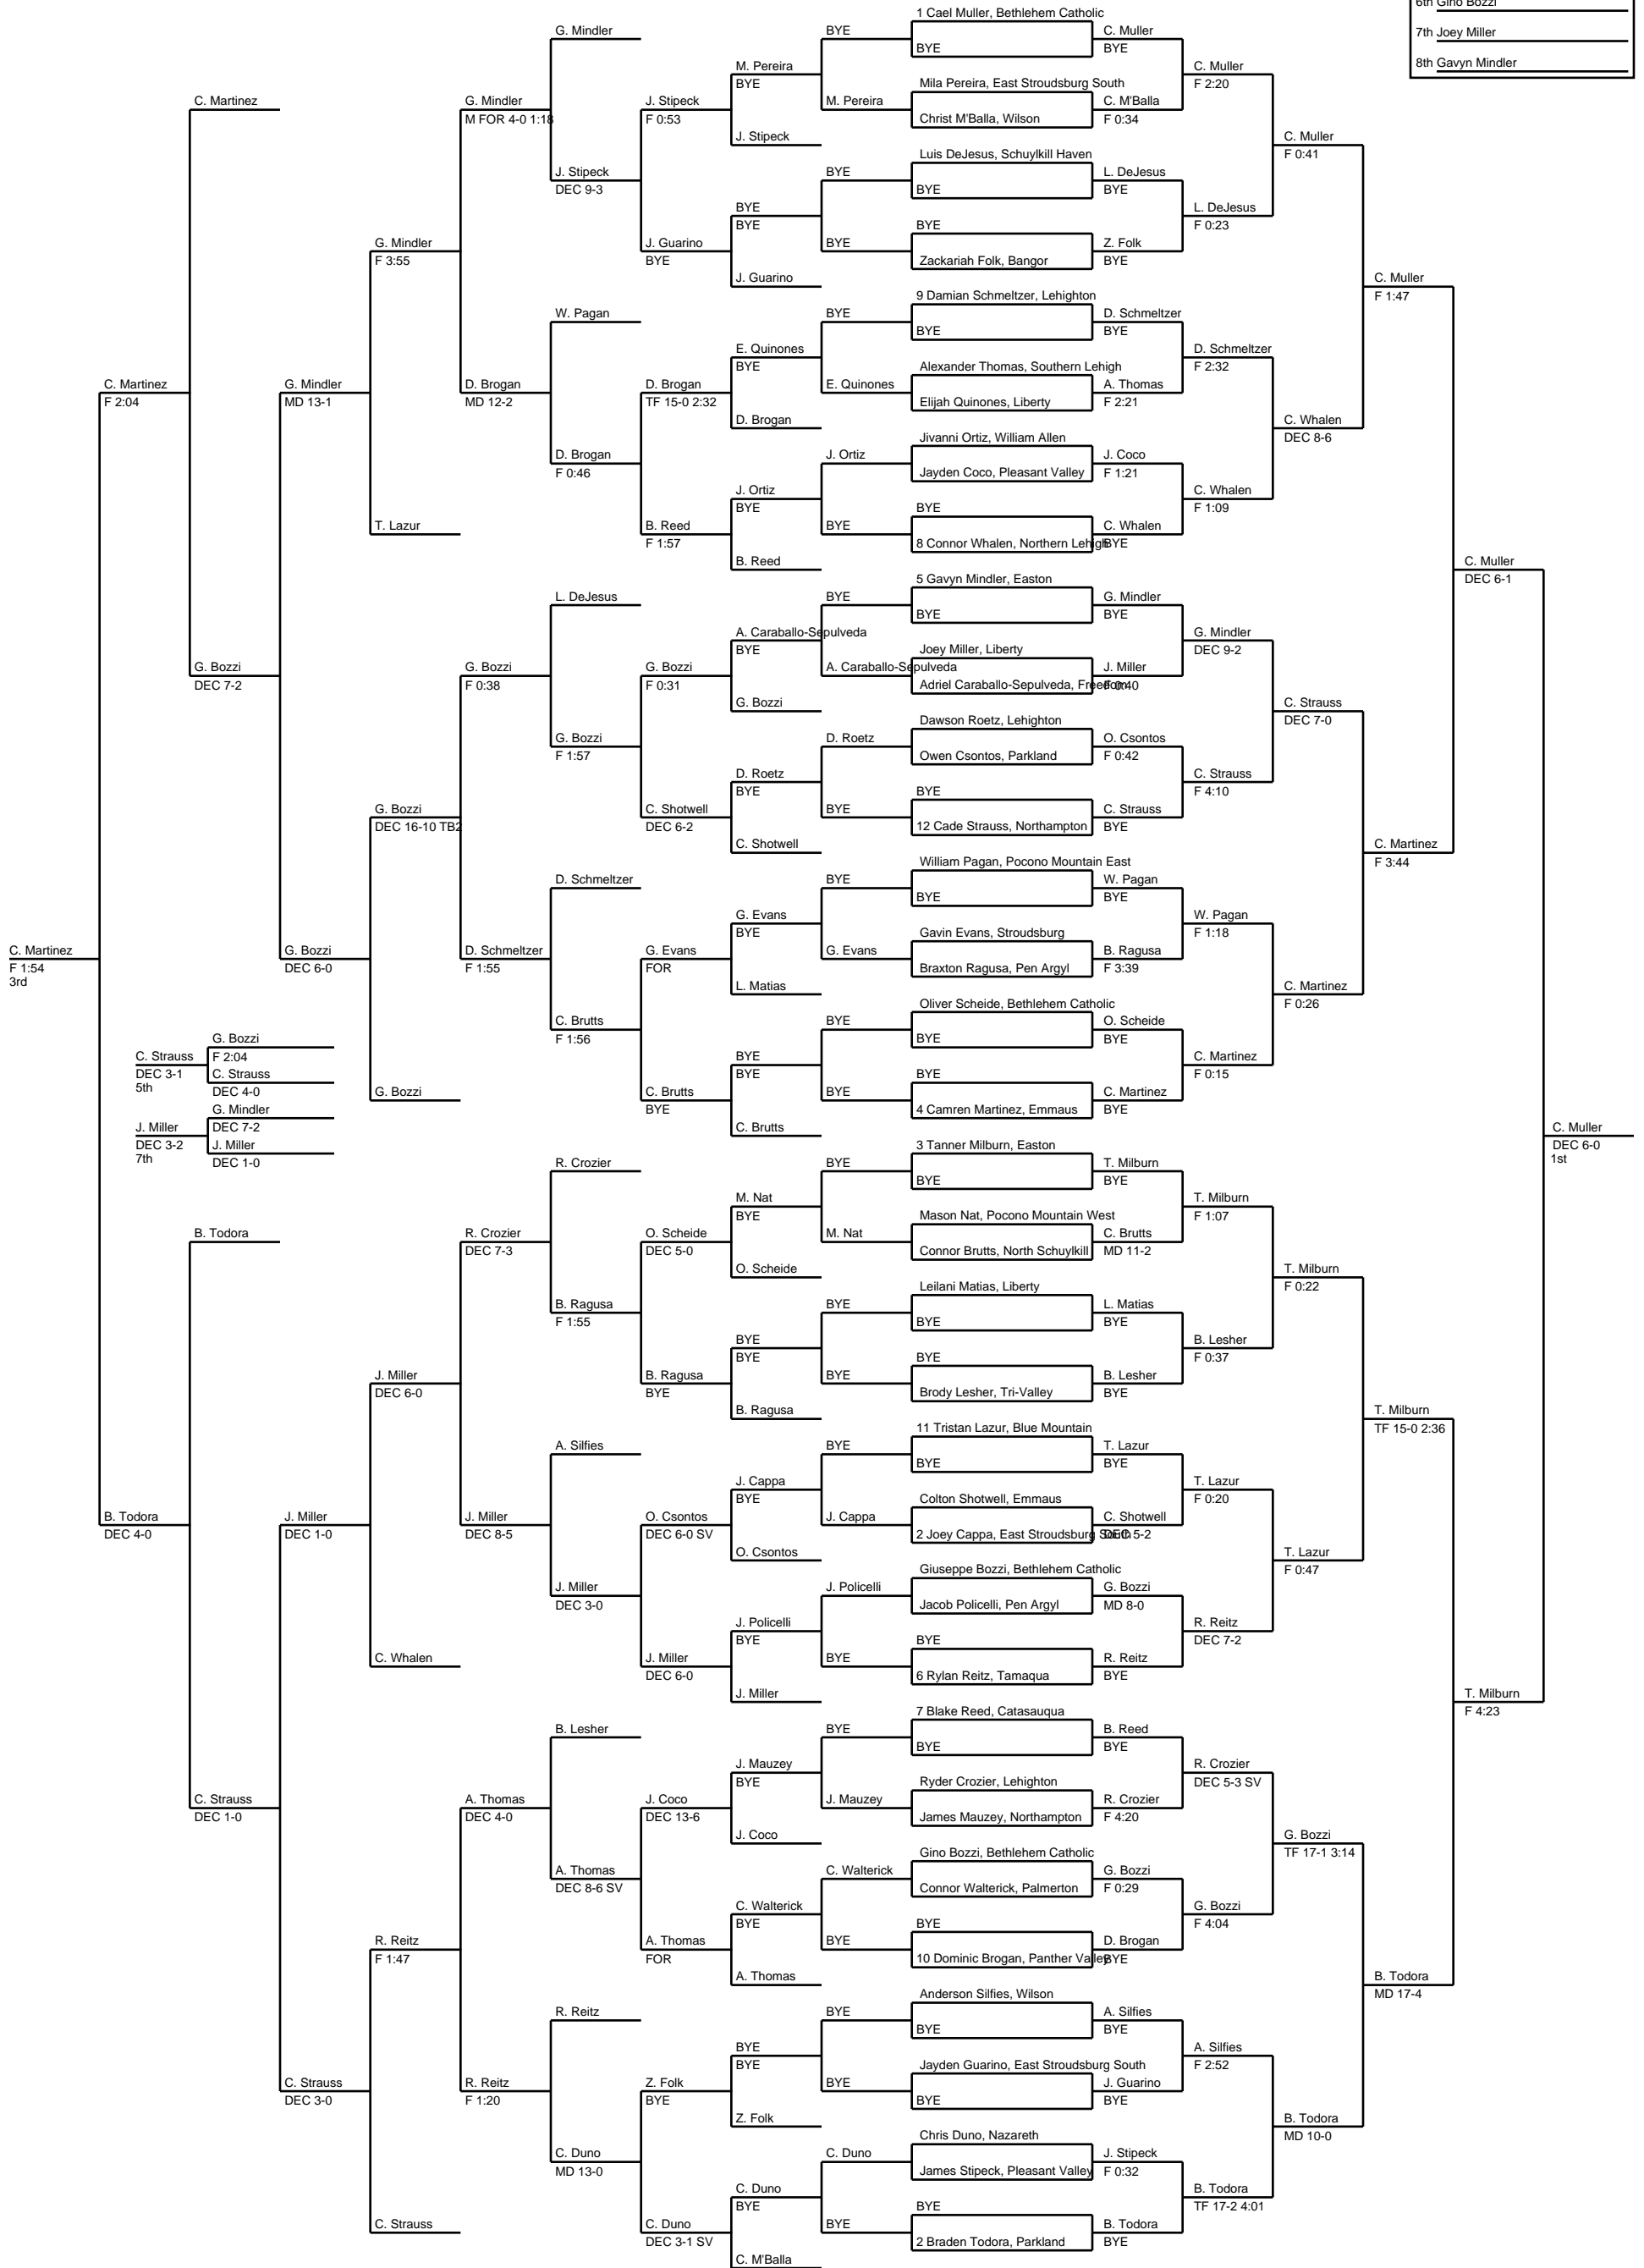 6th Gino Bozzi
7th Joey Miller
8th Gavyn Mindler
C. Martinez
F 1:54
3rd
C. Martinez
F 2:04
B. Todora
DEC 4-0
C. Strauss
DEC 3-1
5th
J. Miller
DEC 3-2
7th
C. Martinez
G. Bozzi
DEC 7-2
G. Bozzi
F 2:04
C. Strauss
DEC 4-0
G. Mindler
DEC 7-2
J. Miller
DEC 1-0
B. Todora
C. Strauss
DEC 1-0
G. Mindler
MD 13-1
G. Bozzi
DEC 6-0
J. Miller
DEC 1-0
C. Strauss
DEC 3-0
G. Mindler
F 3:55
T. Lazur
G. Bozzi
DEC 16-10 TB2
G. Bozzi
J. Miller
DEC 6-0
C. Whalen
R. Reitz
F 1:47
C. Strauss
G. Mindler
M FOR 4-0 1:18
D. Brogan
MD 12-2
G. Bozzi
F 0:38
D. Schmeltzer
F 1:55
R. Crozier
DEC 7-3
J. Miller
DEC 8-5
A. Thomas
DEC 4-0
R. Reitz
F 1:20
G. Mindler
J. Stipeck
DEC 9-3
W. Pagan
D. Brogan
F 0:46
L. DeJesus
G. Bozzi
F 1:57
D. Schmeltzer
C. Brutts
F 1:56
R. Crozier
B. Ragusa
F 1:55
A. Silfies
J. Miller
DEC 3-0
B. Lesher
A. Thomas
DEC 8-6 SV
R. Reitz
C. Duno
MD 13-0
J. Stipeck
F 0:53
J. Guarino
BYE
D. Brogan
TF 15-0 2:32
B. Reed
F 1:57
G. Bozzi
F 0:31
C. Shotwell
DEC 6-2
G. Evans
FOR
C. Brutts
BYE
O. Scheide
DEC 5-0
B. Ragusa
BYE
O. Csontos
DEC 6-0 SV
J. Miller
DEC 6-0
J. Coco
DEC 13-6
A. Thomas
FOR
Z. Folk
BYE
C. Duno
DEC 3-1 SV
M. Pereira
BYE
J. Stipeck
BYE
BYE
J. Guarino
E. Quinones
BYE
D. Brogan
J. Ortiz
BYE
B. Reed
A. Caraballo-Sepulveda
BYE
G. Bozzi
D. Roetz
BYE
C. Shotwell
G. Evans
BYE
L. Matias
BYE
BYE
C. Brutts
M. Nat
BYE
O. Scheide
BYE
BYE
B. Ragusa
J. Cappa
BYE
O. Csontos
J. Policelli
BYE
J. Miller
J. Mauzey
BYE
J. Coco
C. Walterick
BYE
A. Thomas
BYE
BYE
Z. Folk
C. Duno
BYE
C. M'Balla
BYE
M. Pereira
BYE
BYE
BYE
E. Quinones
J. Ortiz
BYE
BYE
A. Caraballo-Sepulveda
D. Roetz
BYE
BYE
G. Evans
BYE
BYE
BYE
M. Nat
BYE
BYE
BYE
J. Cappa
J. Policelli
BYE
BYE
J. Mauzey
C. Walterick
BYE
BYE
BYE
C. Duno
BYE
1 Cael Muller, Bethlehem Catholic
BYE
Mila Pereira, East Stroudsburg South
Christ M'Balla, Wilson
Luis DeJesus, Schuylkill Haven
BYE
BYE
Zackariah Folk, Bangor
9 Damian Schmeltzer, Lehighton
BYE
Alexander Thomas, Southern Lehigh
Elijah Quinones, Liberty
Jivanni Ortiz, William Allen
Jayden Coco, Pleasant Valley
BYE
8 Connor Whalen, Northern Lehigh
5 Gavyn Mindler, Easton
BYE
Joey Miller, Liberty
Adriel Caraballo-Sepulveda, Freedom
Dawson Roetz, Lehighton
Owen Csontos, Parkland
BYE
12 Cade Strauss, Northampton
William Pagan, Pocono Mountain East
BYE
Gavin Evans, Stroudsburg
Braxton Ragusa, Pen Argyl
Oliver Scheide, Bethlehem Catholic
BYE
BYE
4 Camren Martinez, Emmaus
3 Tanner Milburn, Easton
BYE
Mason Nat, Pocono Mountain West
Connor Brutts, North Schuylkill
Leilani Matias, Liberty
BYE
BYE
Brody Lesher, Tri-Valley
11 Tristan Lazur, Blue Mountain
BYE
Colton Shotwell, Emmaus
2 Joey Cappa, East Stroudsburg South
Giuseppe Bozzi, Bethlehem Catholic
Jacob Policelli, Pen Argyl
BYE
6 Rylan Reitz, Tamaqua
7 Blake Reed, Catasauqua
BYE
Ryder Crozier, Lehighton
James Mauzey, Northampton
Gino Bozzi, Bethlehem Catholic
Connor Walterick, Palmerton
BYE
10 Dominic Brogan, Panther Valley
Anderson Silfies, Wilson
BYE
Jayden Guarino, East Stroudsburg South
BYE
Chris Duno, Nazareth
James Stipeck, Pleasant Valley
BYE
2 Braden Todora, Parkland
C. Muller
BYE
C. M'Balla
F 0:34
L. DeJesus
BYE
Z. Folk
BYE
D. Schmeltzer
BYE
A. Thomas
F 2:21
J. Coco
F 1:21
C. Whalen
BYE
G. Mindler
BYE
J. Miller
F 0:40
O. Csontos
F 0:42
C. Strauss
BYE
W. Pagan
BYE
B. Ragusa
F 3:39
O. Scheide
BYE
C. Martinez
BYE
T. Milburn
BYE
C. Brutts
MD 11-2
L. Matias
BYE
B. Lesher
BYE
T. Lazur
BYE
C. Shotwell
DEC 5-2
G. Bozzi
MD 8-0
R. Reitz
BYE
B. Reed
BYE
R. Crozier
F 4:20
G. Bozzi
F 0:29
D. Brogan
BYE
A. Silfies
BYE
J. Guarino
BYE
J. Stipeck
F 0:32
B. Todora
BYE
C. Muller
F 2:20
L. DeJesus
F 0:23
D. Schmeltzer
F 2:32
C. Whalen
F 1:09
G. Mindler
DEC 9-2
C. Strauss
F 4:10
W. Pagan
F 1:18
C. Martinez
F 0:15
T. Milburn
F 1:07
B. Lesher
F 0:37
T. Lazur
F 0:20
R. Reitz
DEC 7-2
R. Crozier
DEC 5-3 SV
G. Bozzi
F 4:04
A. Silfies
F 2:52
B. Todora
TF 17-2 4:01
C. Muller
F 0:41
C. Whalen
DEC 8-6
C. Strauss
DEC 7-0
C. Martinez
F 0:26
T. Milburn
F 0:22
T. Lazur
F 0:47
G. Bozzi
TF 17-1 3:14
B. Todora
MD 10-0
C. Muller
F 1:47
C. Martinez
F 3:44
T. Milburn
TF 15-0 2:36
B. Todora
MD 17-4
C. Muller
DEC 6-1
T. Milburn
F 4:23
C. Muller
DEC 6-0
1st